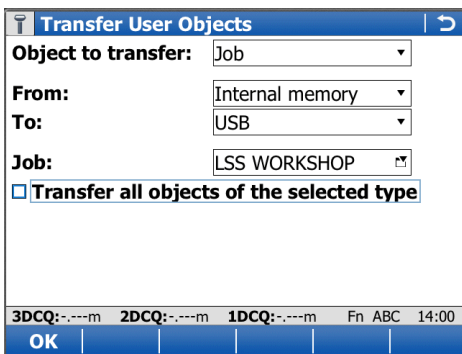 Transfer User Objects
Object to transfer: Job
From: Internal memory
To: USB
Job: LSS WORKSHOP
Transfer all objects of the selected type
3DCQ:-.---m 2DCQ:-.---m 1DCQ:-.---m Fn ABC 14:00
OK